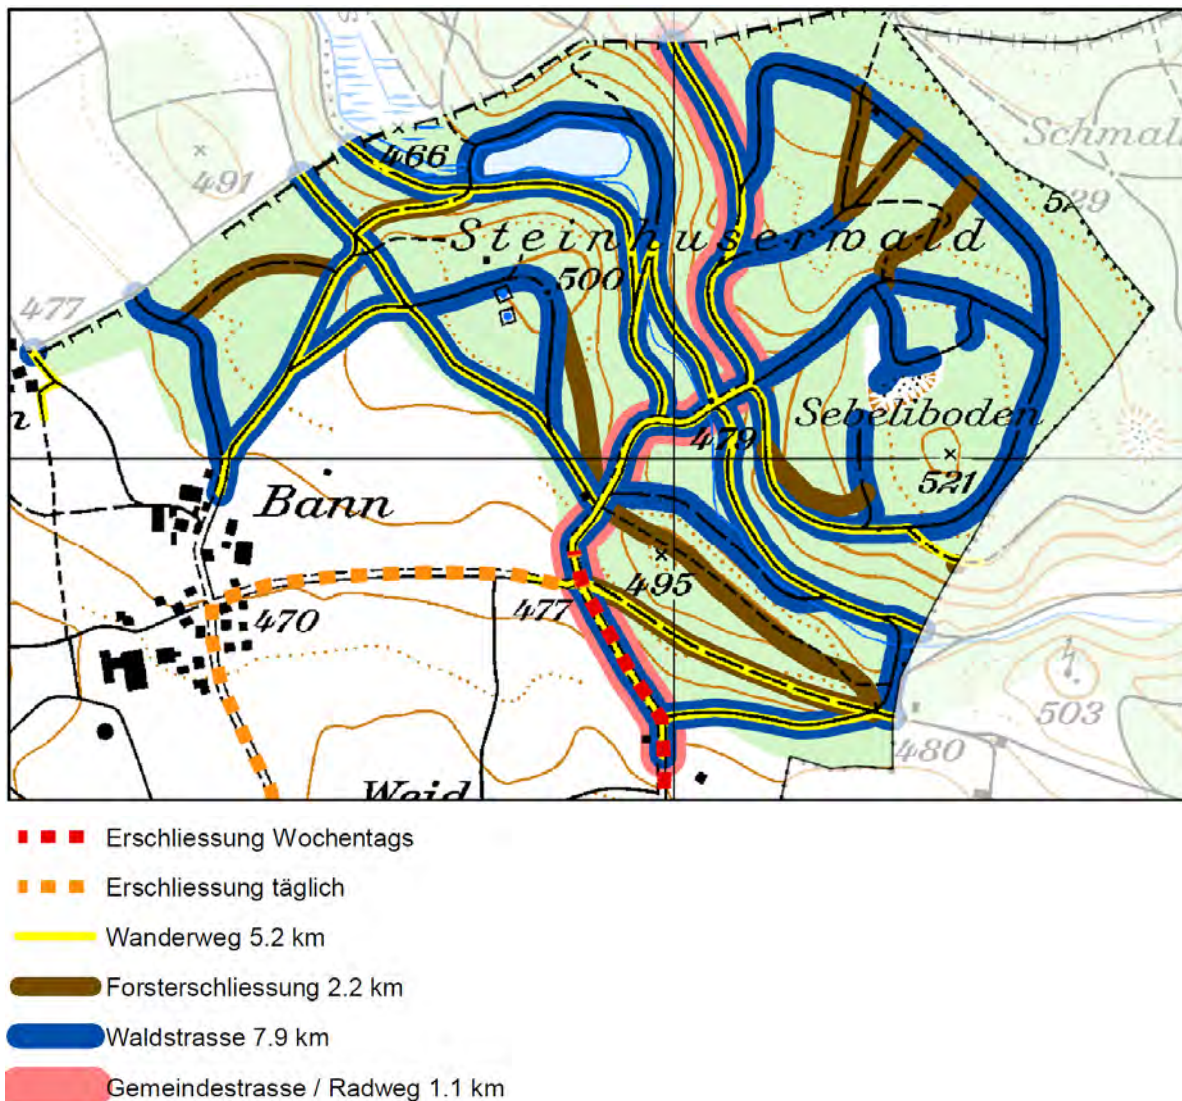 Schmal
466
491
529
Steinhuserwald
500
477
Sebeliboden
479
521
Bann
495
477
470
503
480
Weid
Erschliessung Wochentags
Erschliessung täglich
Wanderweg 5.2 km
Forsterschliessung 2.2 km
Waldstrasse 7.9 km
Gemeindestrasse / Radweg 1.1 km